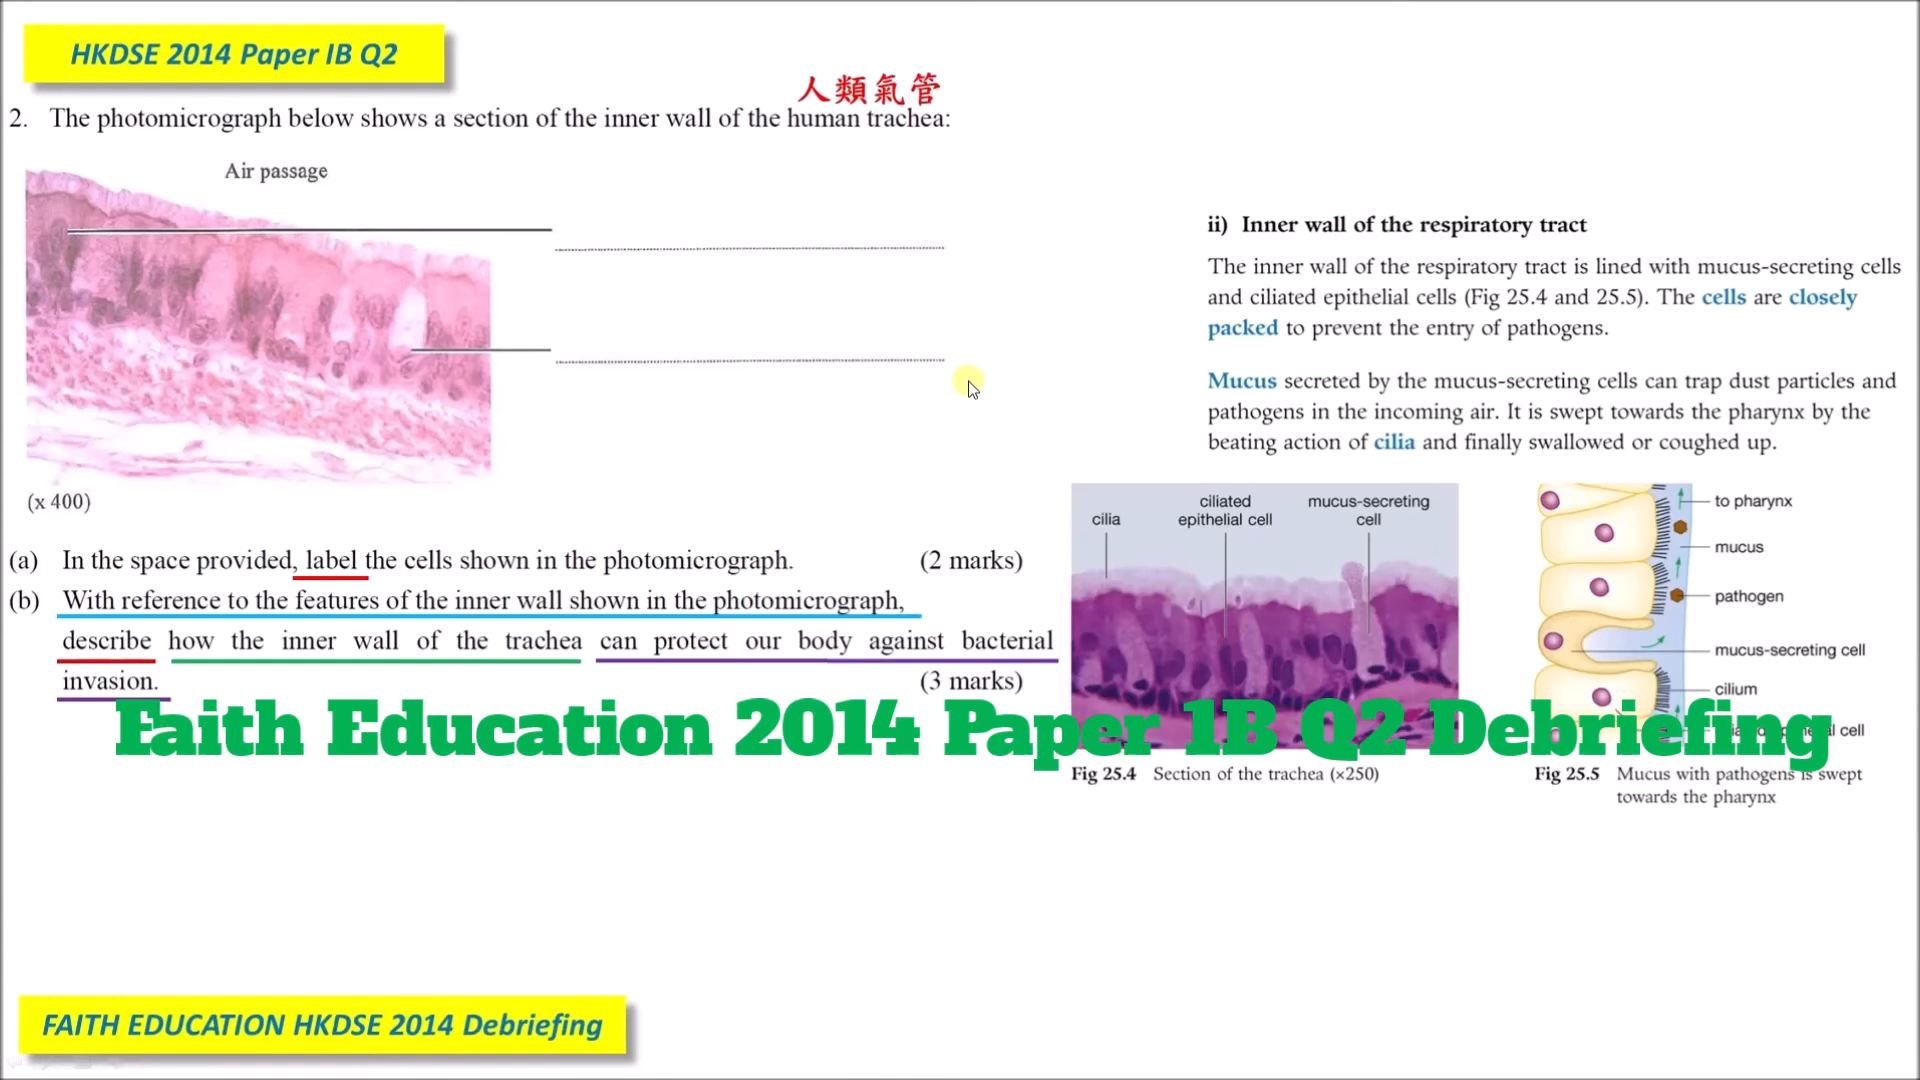 HKDSE 2014 Paper IB Q2
人類氣管
2. The photomicrograph below shows a section of the inner wall of the human trachea:
Air passage
(x 400)
(a) In the space provided, label the cells shown in the photomicrograph. (2 marks)
(b) With reference to the features of the inner wall shown in the photomicrograph,
describe how the inner wall of the trachea can protect our body against bacterial
invasion. (3 marks)
ii) Inner wall of the respiratory tract
The inner wall of the respiratory tract is lined with mucus-secreting cells
and ciliated epithelial cells (Fig 25.4 and 25.5). The cells are closely
packed to prevent the entry of pathogens.
Mucus secreted by the mucus-secreting cells can trap dust particles and
pathogens in the incoming air. It is swept towards the pharynx by the
beating action of cilia and finally swallowed or coughed up.
cilia
ciliated
epithelial cell
mucus-secreting
cell
Fig 25.4 Section of the trachea (×250)
to pharynx
mucus
pathogen
mucus-secreting cell
cilium
cell
Fig 25.5 Mucus with pathogens is swept
towards the pharynx
Faith Education 2014 Paper 1B Q2 Debriefing
FAITH EDUCATION HKDSE 2014 Debriefing